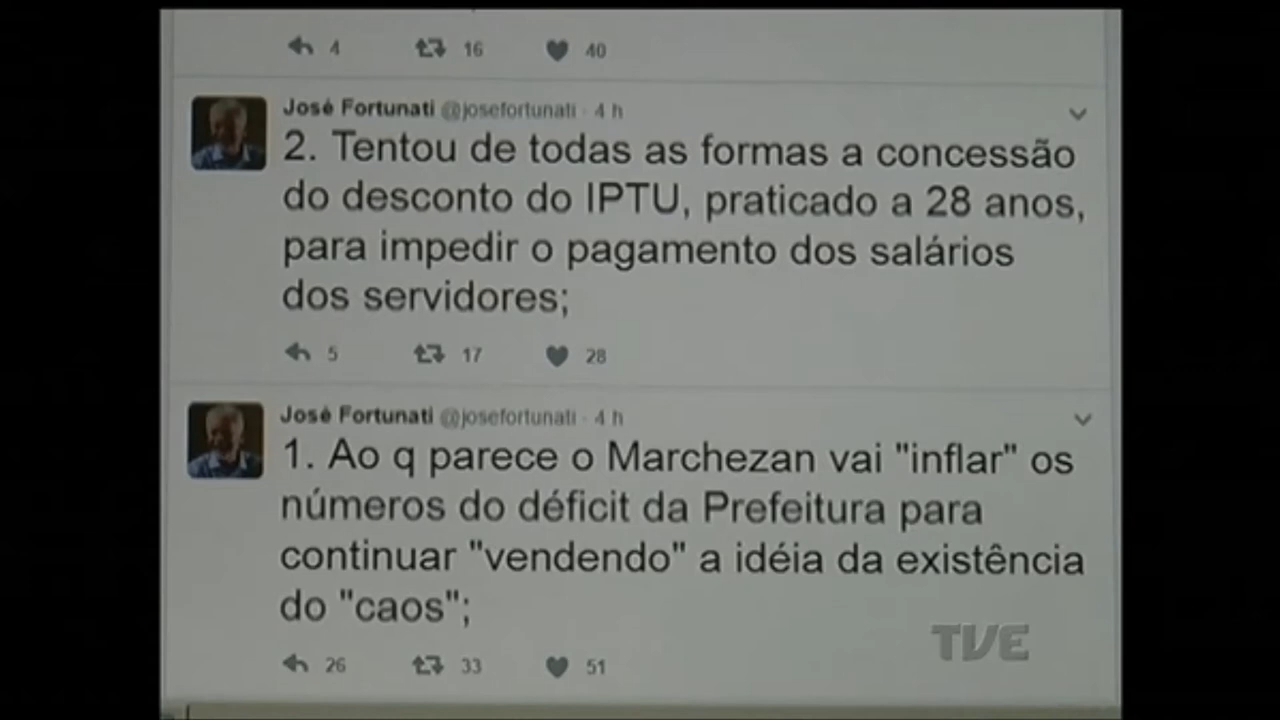 4 16 40
José Fortunati @josefortunati · 4 h
2. Tentou de todas as formas a concessão
do desconto do IPTU, praticado a 28 anos,
para impedir o pagamento dos salários
dos servidores;
5 17 28
José Fortunati @josefortunati · 4 h
1. Ao q parece o Marchezan vai "inflar" os
números do déficit da Prefeitura para
continuar "vendendo" a idéia da existência
do "caos";
TVE
26 33 51